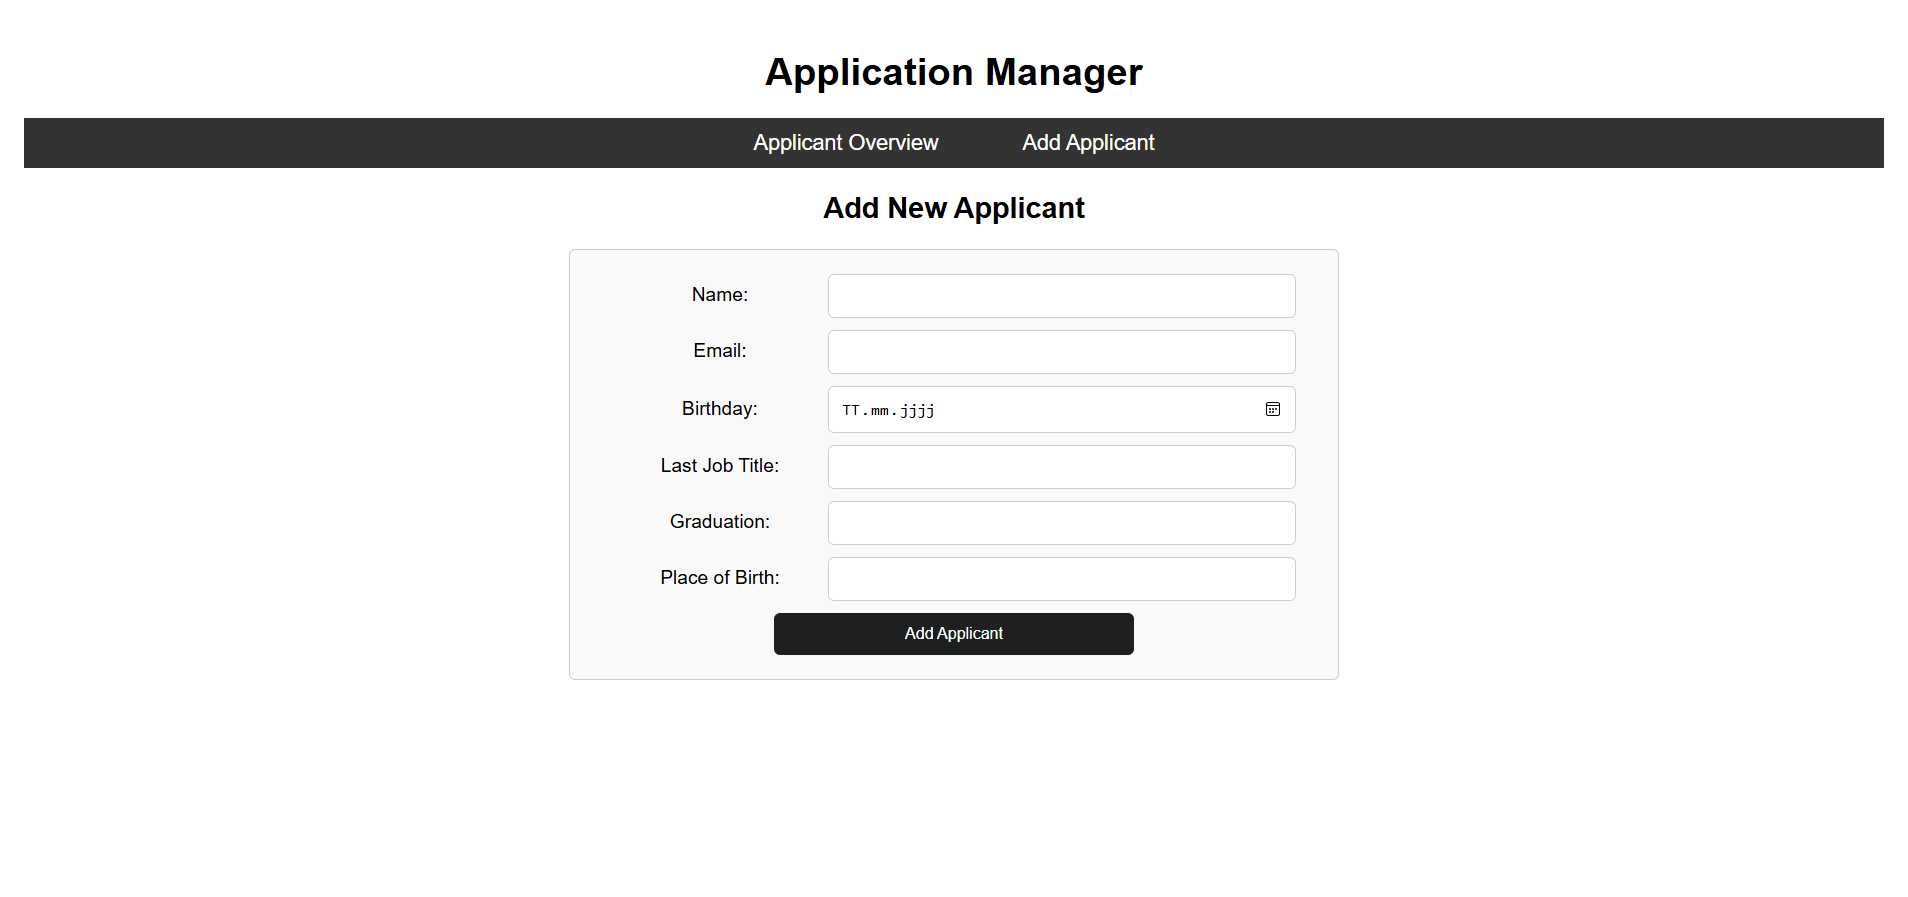 Application Manager
Applicant Overview Add Applicant
Add New Applicant
Name:
Email:
Birthday: TT.mm.jjjj
Last Job Title:
Graduation:
Place of Birth:
Add Applicant